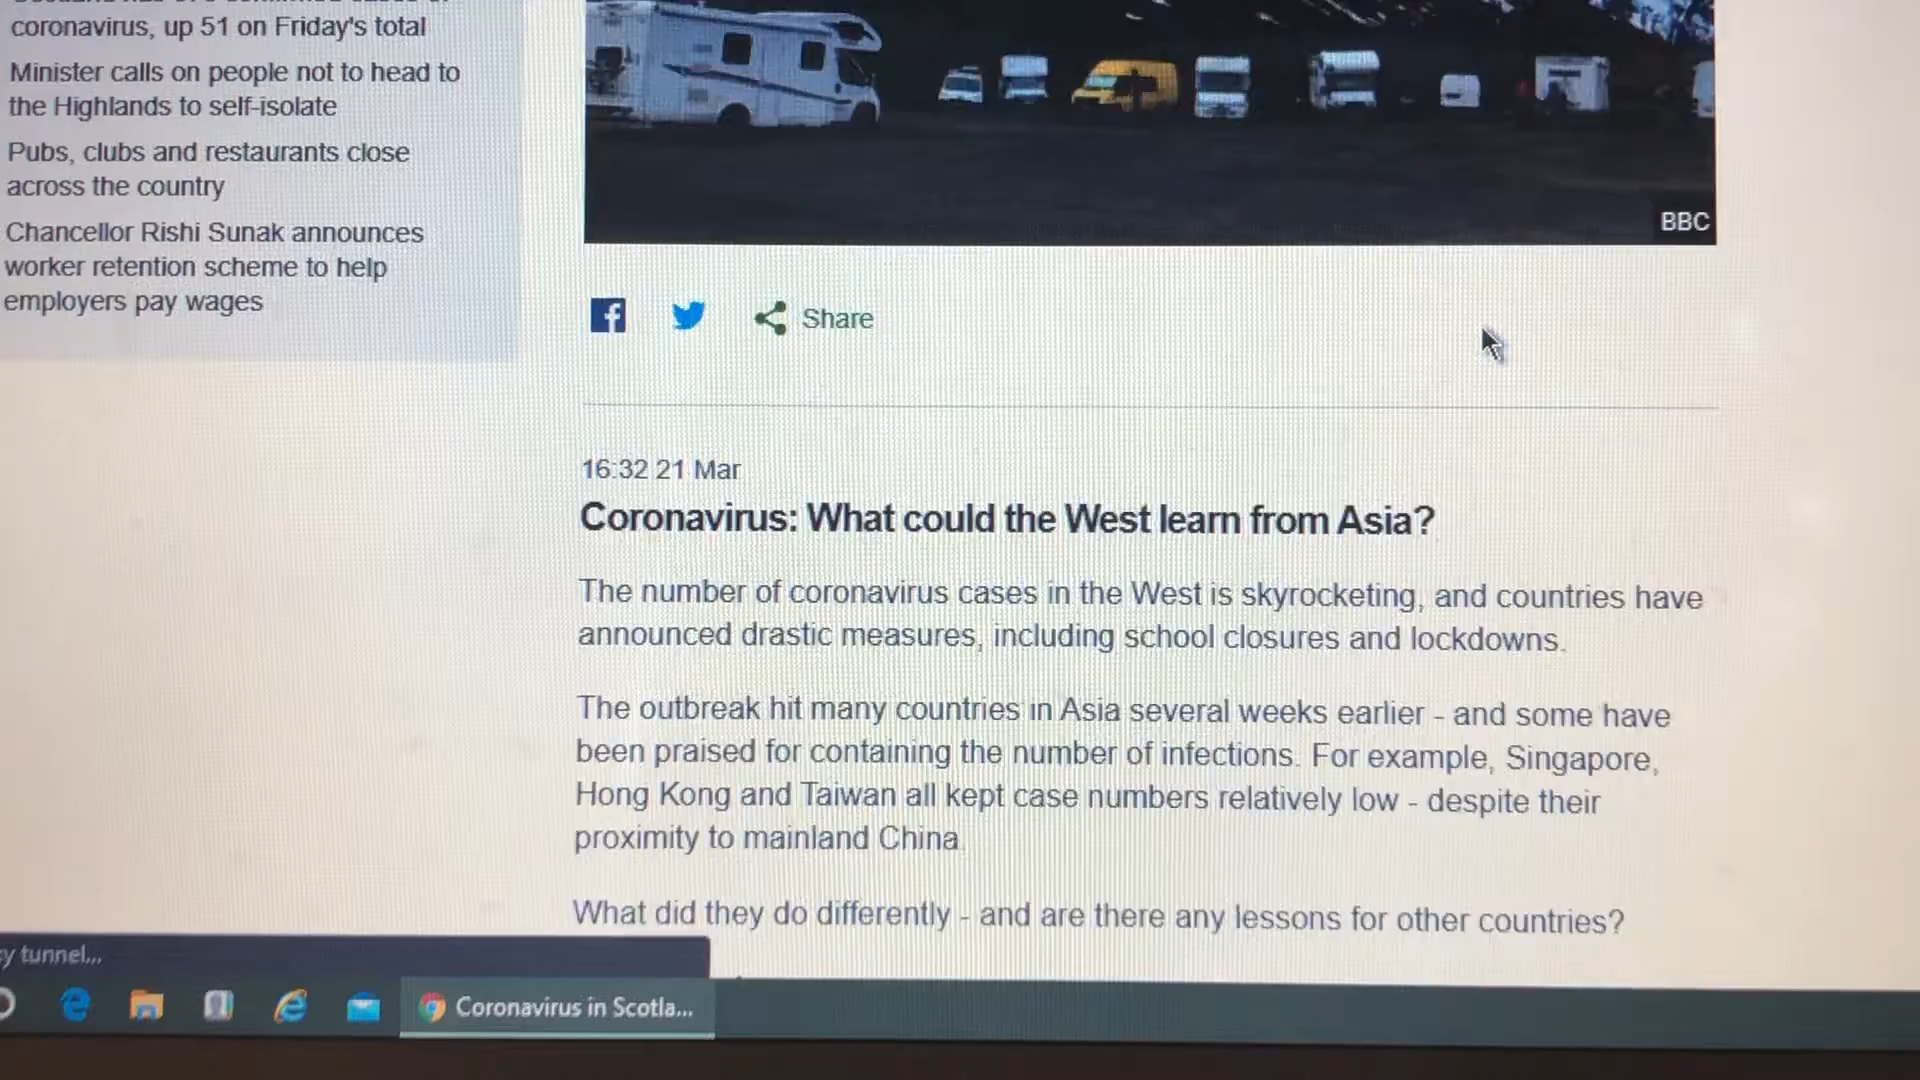 coronavirus, up 51 on Friday's total
Minister calls on people not to head to
the Highlands to self-isolate
Pubs, clubs and restaurants close
across the country
Chancellor Rishi Sunak announces
worker retention scheme to help
employers pay wages
BBC
Share
16:32 21 Mar
Coronavirus: What could the West learn from Asia?
The number of coronavirus cases in the West is skyrocketing, and countries have
announced drastic measures, including school closures and lockdowns.
The outbreak hit many countries in Asia several weeks earlier - and some have
been praised for containing the number of infections. For example, Singapore,
Hong Kong and Taiwan all kept case numbers relatively low - despite their
proximity to mainland China.
What did they do differently - and are there any lessons for other countries?
y tunnel...
Coronavirus in Scotla...